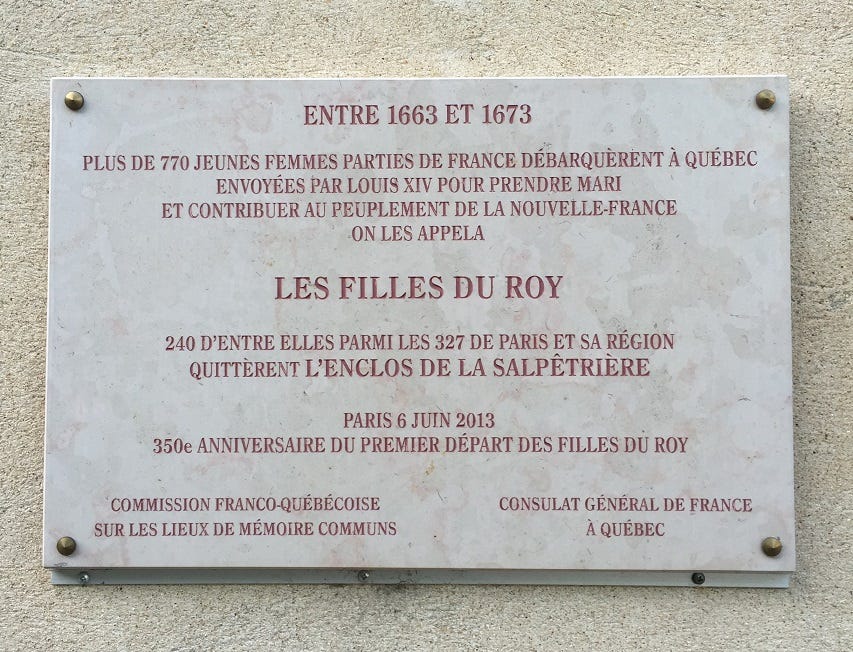 ENTRE 1663 ET 1673
PLUS DE 770 JEUNES FEMMES PARTIES DE FRANCE DÉBARQUÈRENT À QUÉBEC
ENVOYÉES PAR LOUIS XIV POUR PRENDRE MARI
ET CONTRIBUER AU PEUPLEMENT DE LA NOUVELLE-FRANCE
ON LES APPELA
LES FILLES DU ROY
240 D'ENTRE ELLES PARMI LES 327 DE PARIS ET SA RÉGION
QUITTÈRENT L'ENCLOS DE LA SALPÊTRIÈRE
PARIS 6 JUIN 2013
350e ANNIVERSAIRE DU PREMIER DÉPART DES FILLES DU ROY
COMMISSION FRANCO-QUÉBÉCOISE
SUR LES LIEUX DE MÉMOIRE COMMUNS
CONSULAT GÉNÉRAL DE FRANCE
À QUÉBEC